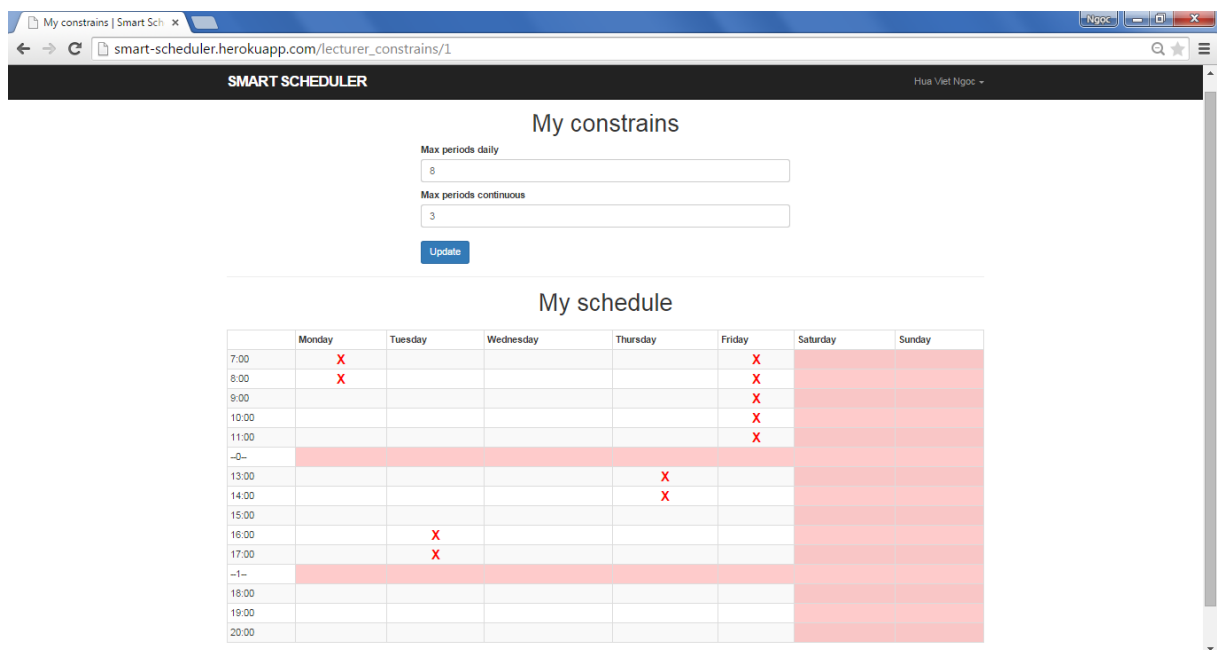 My constrains | Smart Sch x
Ngoc
smart-scheduler.herokuapp.com/lecturer_constrains/1
SMART SCHEDULER Hua Viet Ngoc
My constrains
Max periods daily
8
Max periods continuous
3
Update
My schedule
Monday Tuesday Wednesday Thursday Friday Saturday Sunday
7:00 X X
8:00 X X
9:00 X
10:00 X
11:00 X
--0--
13:00 X
14:00 X
15:00
16:00 X
17:00 X
--1--
18:00
19:00
20:00